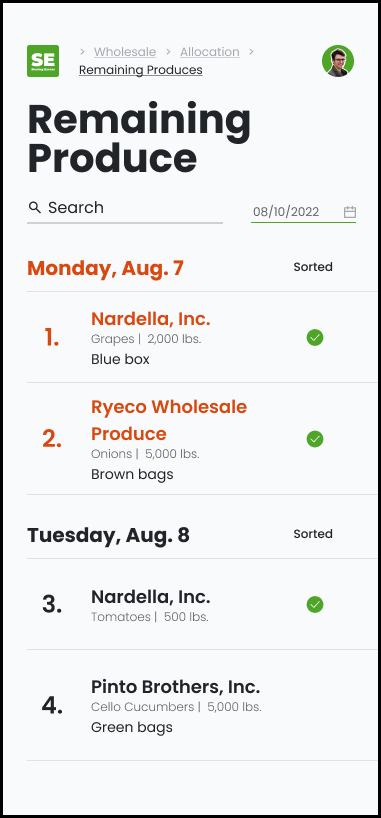 SE
> Wholesale > Allocation >
Remaining Produces
Remaining
Produce
Search
08/10/2022
Monday, Aug. 7 Sorted
1. Nardella, Inc.
Grapes | 2,000 lbs.
Blue box
2. Ryeco Wholesale
Produce
Onions | 5,000 lbs.
Brown bags
Tuesday, Aug. 8 Sorted
3. Nardella, Inc.
Tomatoes | 500 lbs.
4. Pinto Brothers, Inc.
Cello Cucumbers | 5,000 lbs.
Green bags